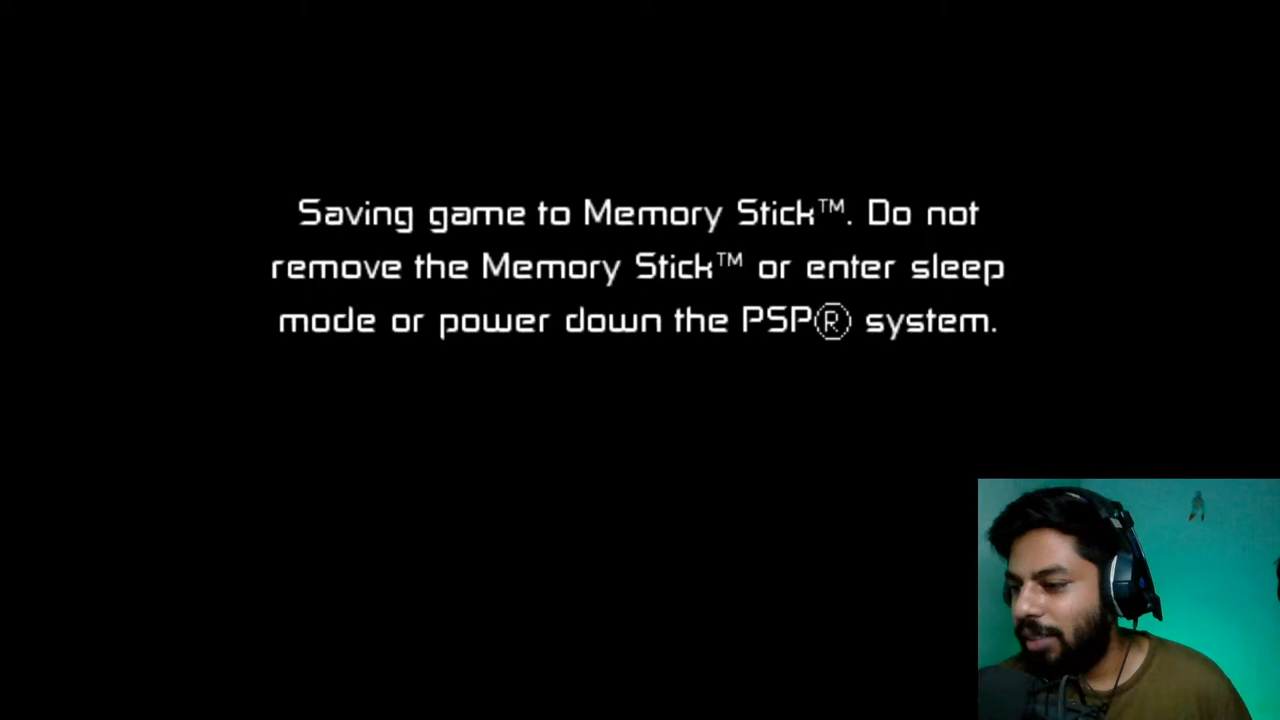 Saving game to Memory Stick™. Do not
remove the Memory Stick™ or enter sleep
mode or power down the PSP® system.